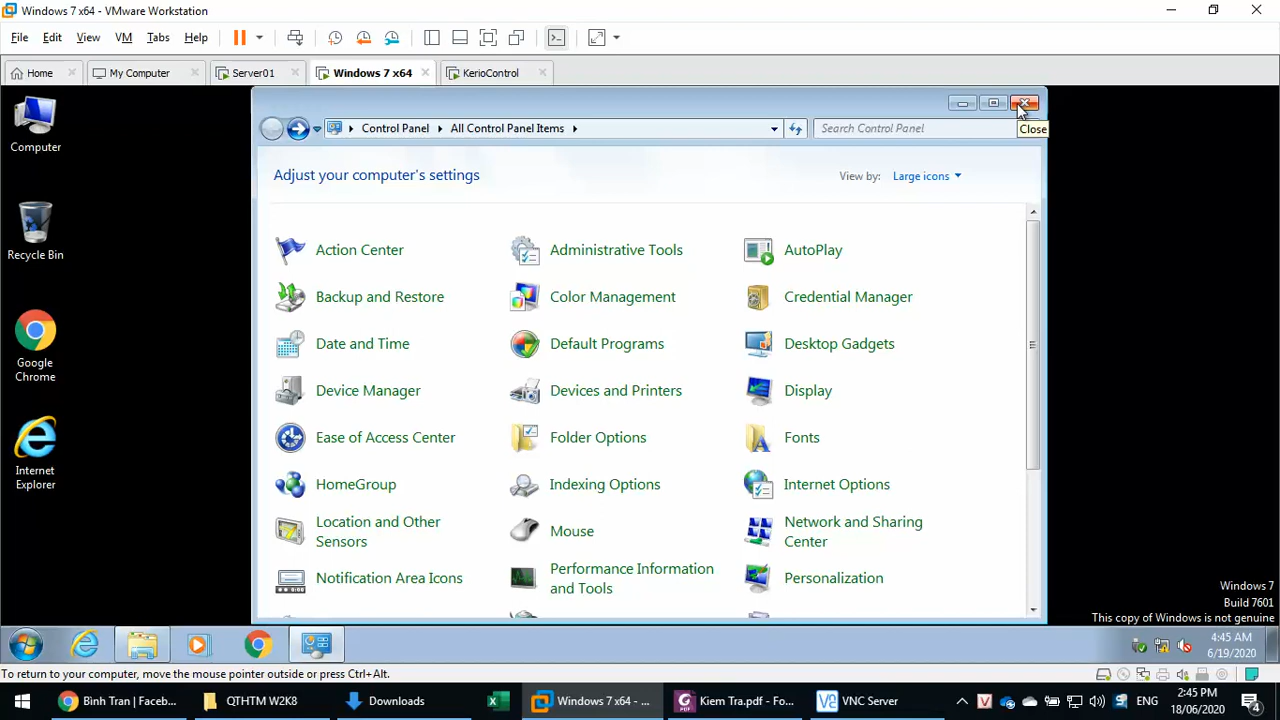 Windows 7 x64 - VMware Workstation
File Edit View VM Tabs Help
Home My Computer Server01 Windows 7 x64 KerioControl
Computer
Recycle Bin
Google
Chrome
Internet
Explorer
Control Panel All Control Panel Items Search Control Panel
Close
Adjust your computer's settings View by: Large icons
Action Center Administrative Tools AutoPlay
Backup and Restore Color Management Credential Manager
Date and Time Default Programs Desktop Gadgets
Device Manager Devices and Printers Display
Ease of Access Center Folder Options Fonts
HomeGroup Indexing Options Internet Options
Location and Other
Sensors
Mouse
Network and Sharing
Center
Notification Area Icons
Performance Information
and Tools
Personalization
Windows 7
Build 7601
This copy of Windows is not genuine
4:45 AM
6/19/2020
To return to your computer, move the mouse pointer outside or press Ctrl+Alt.
Bình Tran | Faceb... QTHTM W2K8 Downloads Windows 7 x64 - ... Kiem Tra.pdf - Fo... VNC Server ENG
2:45 PM
18/06/2020
4